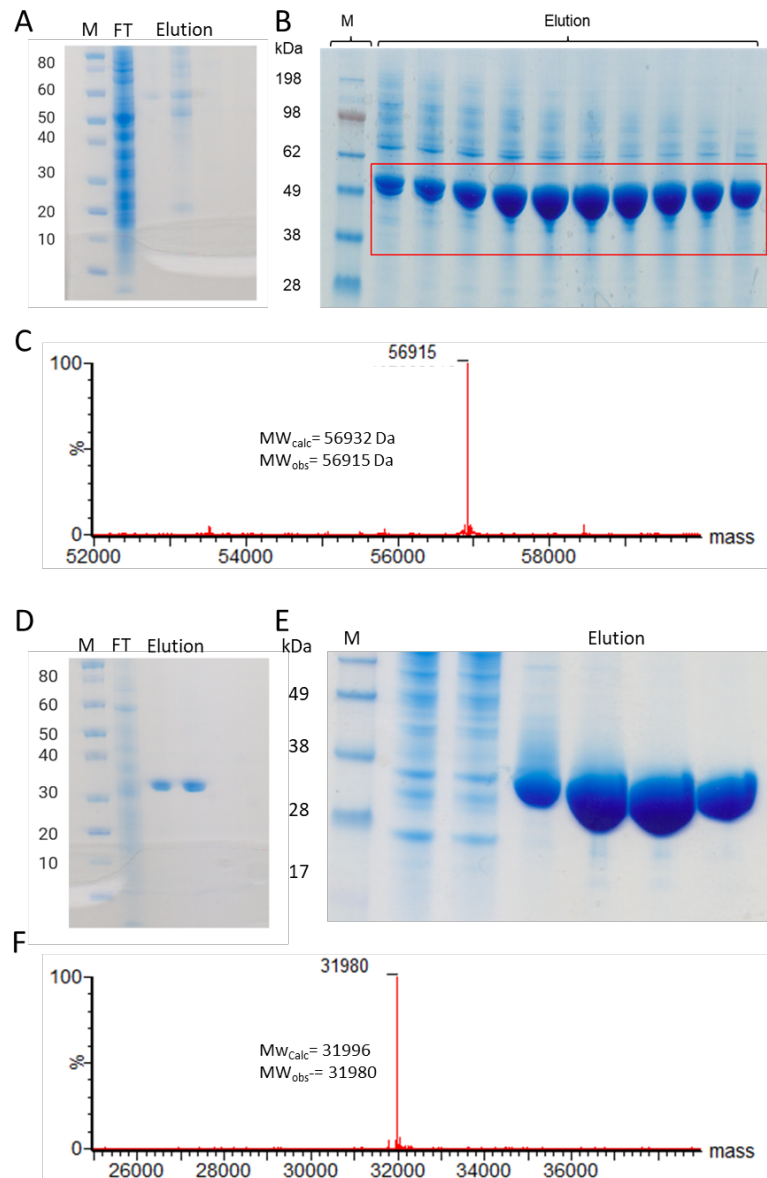 A
M FT Elution
80
60
50
40
30
20
10
B
M Elution
kDa
198
98
62
49
38
28
C
56915
100
%
0
MWcalc= 56932 Da
MWobs= 56915 Da
52000 54000 56000 58000 mass
D
M FT Elution
80
60
50
40
30
20
10
E
kDa M Elution
49
38
28
17
F
31980
100
%
0
MwCalc= 31996
MWobs-= 31980
26000 28000 30000 32000 34000 36000 mass